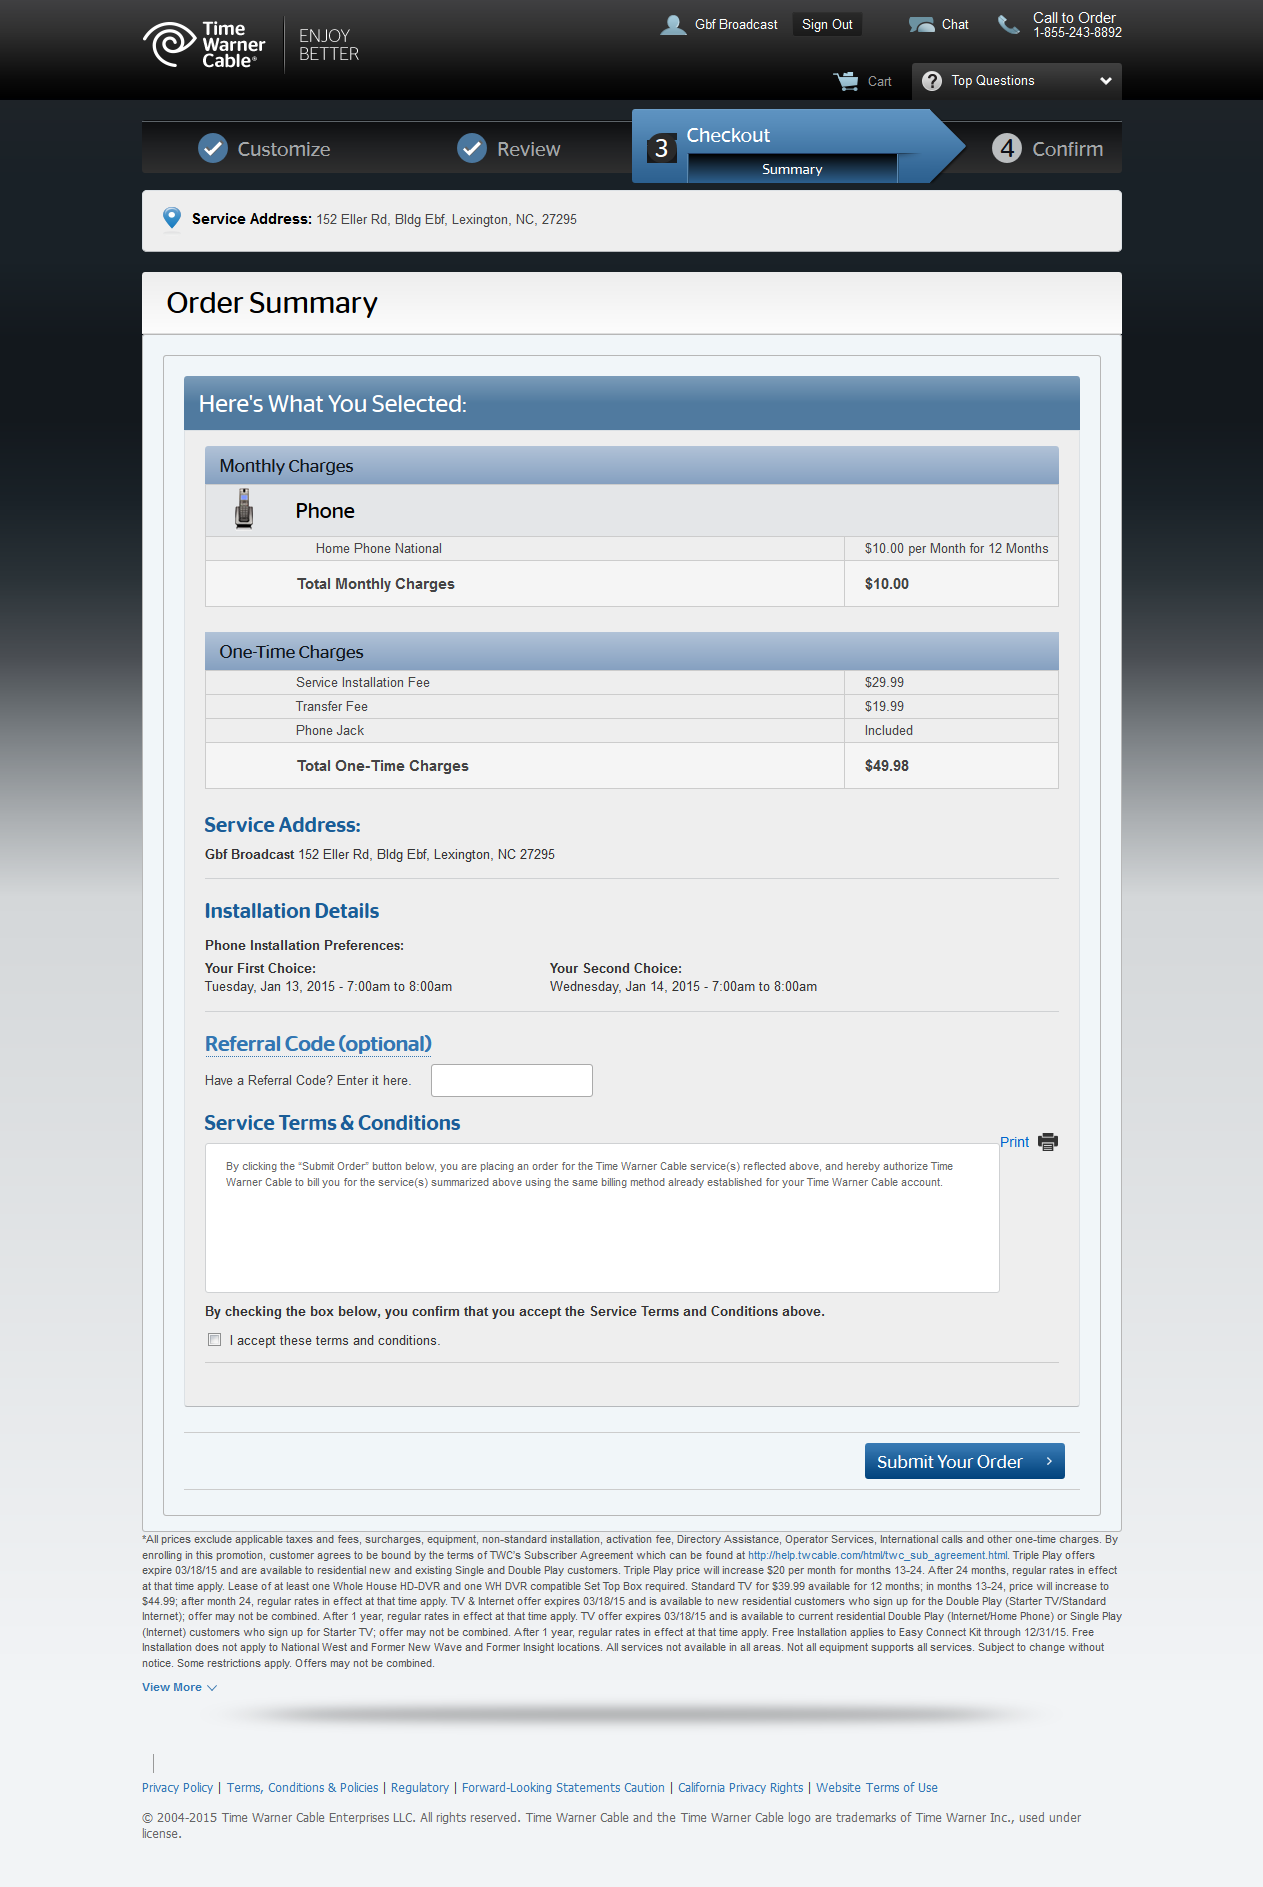 Time
Warner
Cable®
ENJOY
BETTER
Gbf Broadcast
Sign Out
Chat
Call to Order
1-855-243-8892
Cart
? Top Questions
Customize
Review
3 Checkout
Summary
4 Confirm
Service Address: 152 Eller Rd, Bldg Ebf, Lexington, NC, 27295
Order Summary
Here's What You Selected:
Monthly Charges
Phone
Home Phone National $10.00 per Month for 12 Months
Total Monthly Charges $10.00
One-Time Charges
Service Installation Fee $29.99
Transfer Fee $19.99
Phone Jack Included
Total One-Time Charges $49.98
Service Address:
Gbf Broadcast 152 Eller Rd, Bldg Ebf, Lexington, NC 27295
Installation Details
Phone Installation Preferences:
Your First Choice: Your Second Choice:
Tuesday, Jan 13, 2015 - 7:00am to 8:00am Wednesday, Jan 14, 2015 - 7:00am to 8:00am
Referral Code (optional)
Have a Referral Code? Enter it here.
Service Terms & Conditions
Print
By clicking the “Submit Order” button below, you are placing an order for the Time Warner Cable service(s) reflected above, and hereby authorize Time
Warner Cable to bill you for the service(s) summarized above using the same billing method already established for your Time Warner Cable account.
By checking the box below, you confirm that you accept the Service Terms and Conditions above.
I accept these terms and conditions.
Submit Your Order ›
*All prices exclude applicable taxes and fees, surcharges, equipment, non-standard installation, activation fee, Directory Assistance, Operator Services, International calls and other one-time charges. By
enrolling in this promotion, customer agrees to be bound by the terms of TWC's Subscriber Agreement which can be found at http://help.twcable.com/html/twc_sub_agreement.html. Triple Play offers
expire 03/18/15 and are available to residential new and existing Single and Double Play customers. Triple Play price will increase $20 per month for months 13-24. After 24 months, regular rates in effect
at that time apply. Lease of at least one Whole House HD-DVR and one WH DVR compatible Set Top Box required. Standard TV for $39.99 available for 12 months; in months 13-24, price will increase to
$44.99; after month 24, regular rates in effect at that time apply. TV & Internet offer expires 03/18/15 and is available to new residential customers who sign up for the Double Play (Starter TV/Standard
Internet); offer may not be combined. After 1 year, regular rates in effect at that time apply. TV offer expires 03/18/15 and is available to current residential Double Play (Internet/Home Phone) or Single Play
(Internet) customers who sign up for Starter TV; offer may not be combined. After 1 year, regular rates in effect at that time apply. Free Installation applies to Easy Connect Kit through 12/31/15. Free
Installation does not apply to National West and Former New Wave and Former Insight locations. All services not available in all areas. Not all equipment supports all services. Subject to change without
notice. Some restrictions apply. Offers may not be combined.
View More
Privacy Policy | Terms, Conditions & Policies | Regulatory | Forward-Looking Statements Caution | California Privacy Rights | Website Terms of Use
© 2004-2015 Time Warner Cable Enterprises LLC. All rights reserved. Time Warner Cable and the Time Warner Cable logo are trademarks of Time Warner Inc., used under
license.